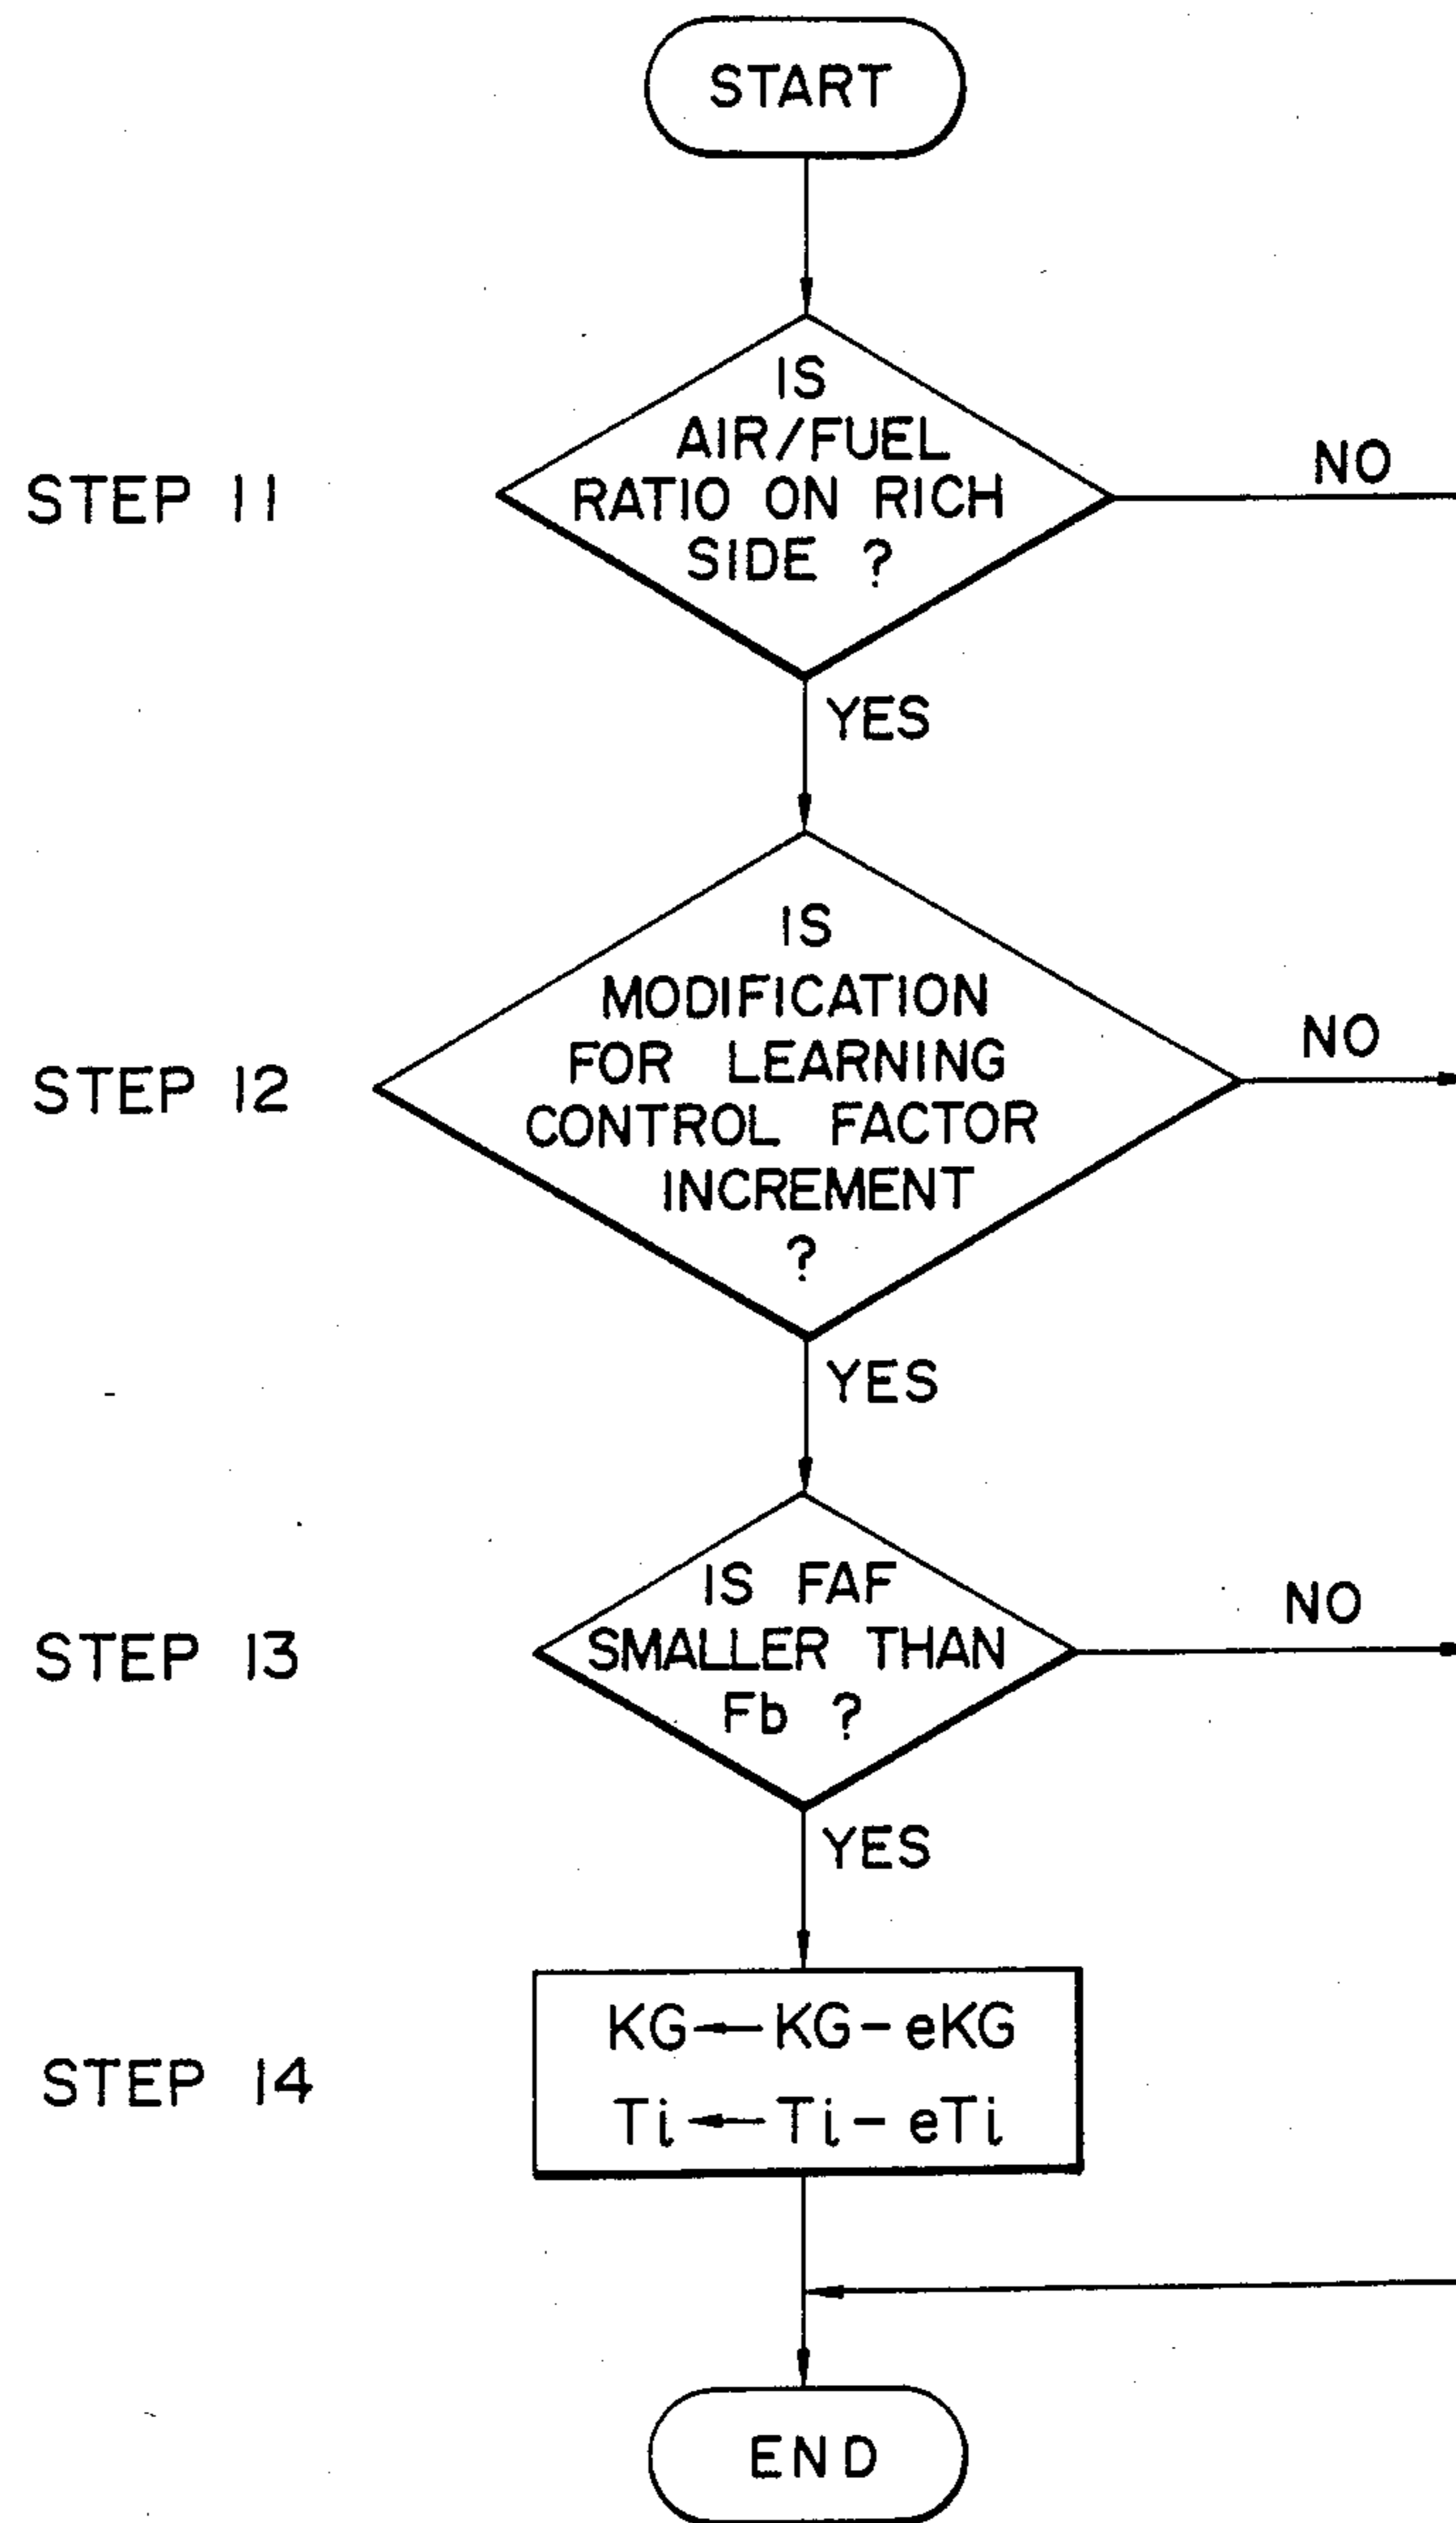 START
IS
AIR/FUEL
RATIO ON RICH
SIDE ?
STEP 11
NO
YES
IS
MODIFICATION
FOR LEARNING
CONTROL FACTOR
INCREMENT
?
STEP 12
NO
YES
IS FAF
SMALLER THAN
Fb ?
STEP 13
NO
YES
STEP 14
KG ← KG - eKG
Ti ← Ti - eTi
END